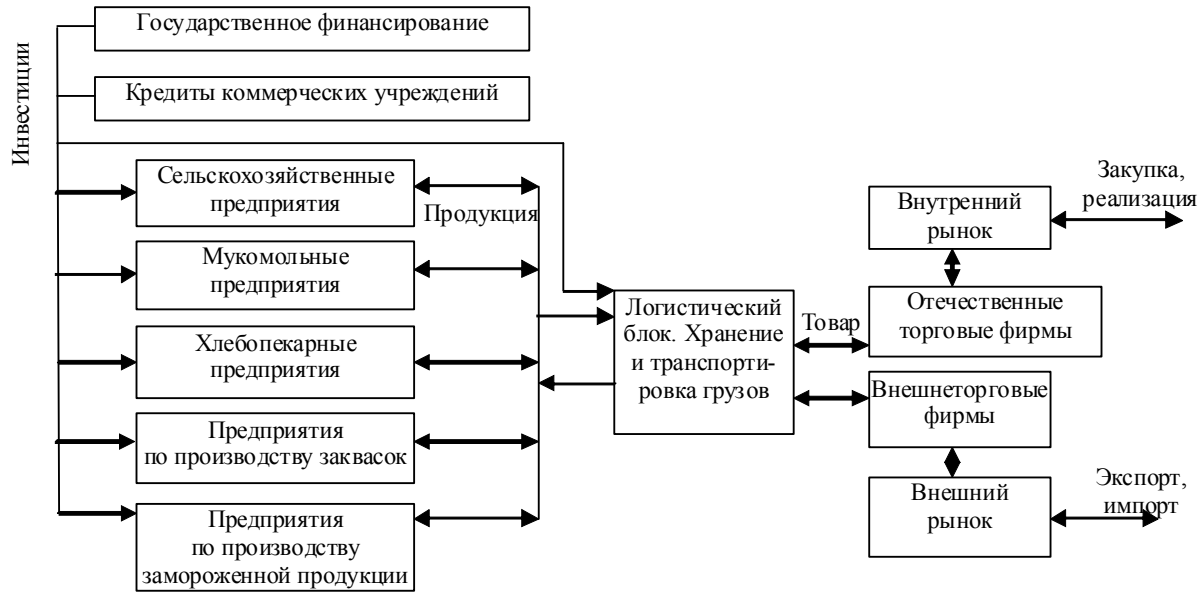 Государственное финансирование
Кредиты коммерческих учреждений
Инвестиции
Сельскохозяйственные
предприятия
Продукция
Мукомольные
предприятия
Хлебопекарные
предприятия
Предприятия
по производству заквасок
Предприятия
по производству
замороженной продукции
Логистический
блок. Хранение
и транспорти-
ровка грузов
Товар
Закупка,
реализация
Внутренний
рынок
Отечественные
торговые фирмы
Внешнеторговые
фирмы
Внешний
рынок
Экспорт,
импорт